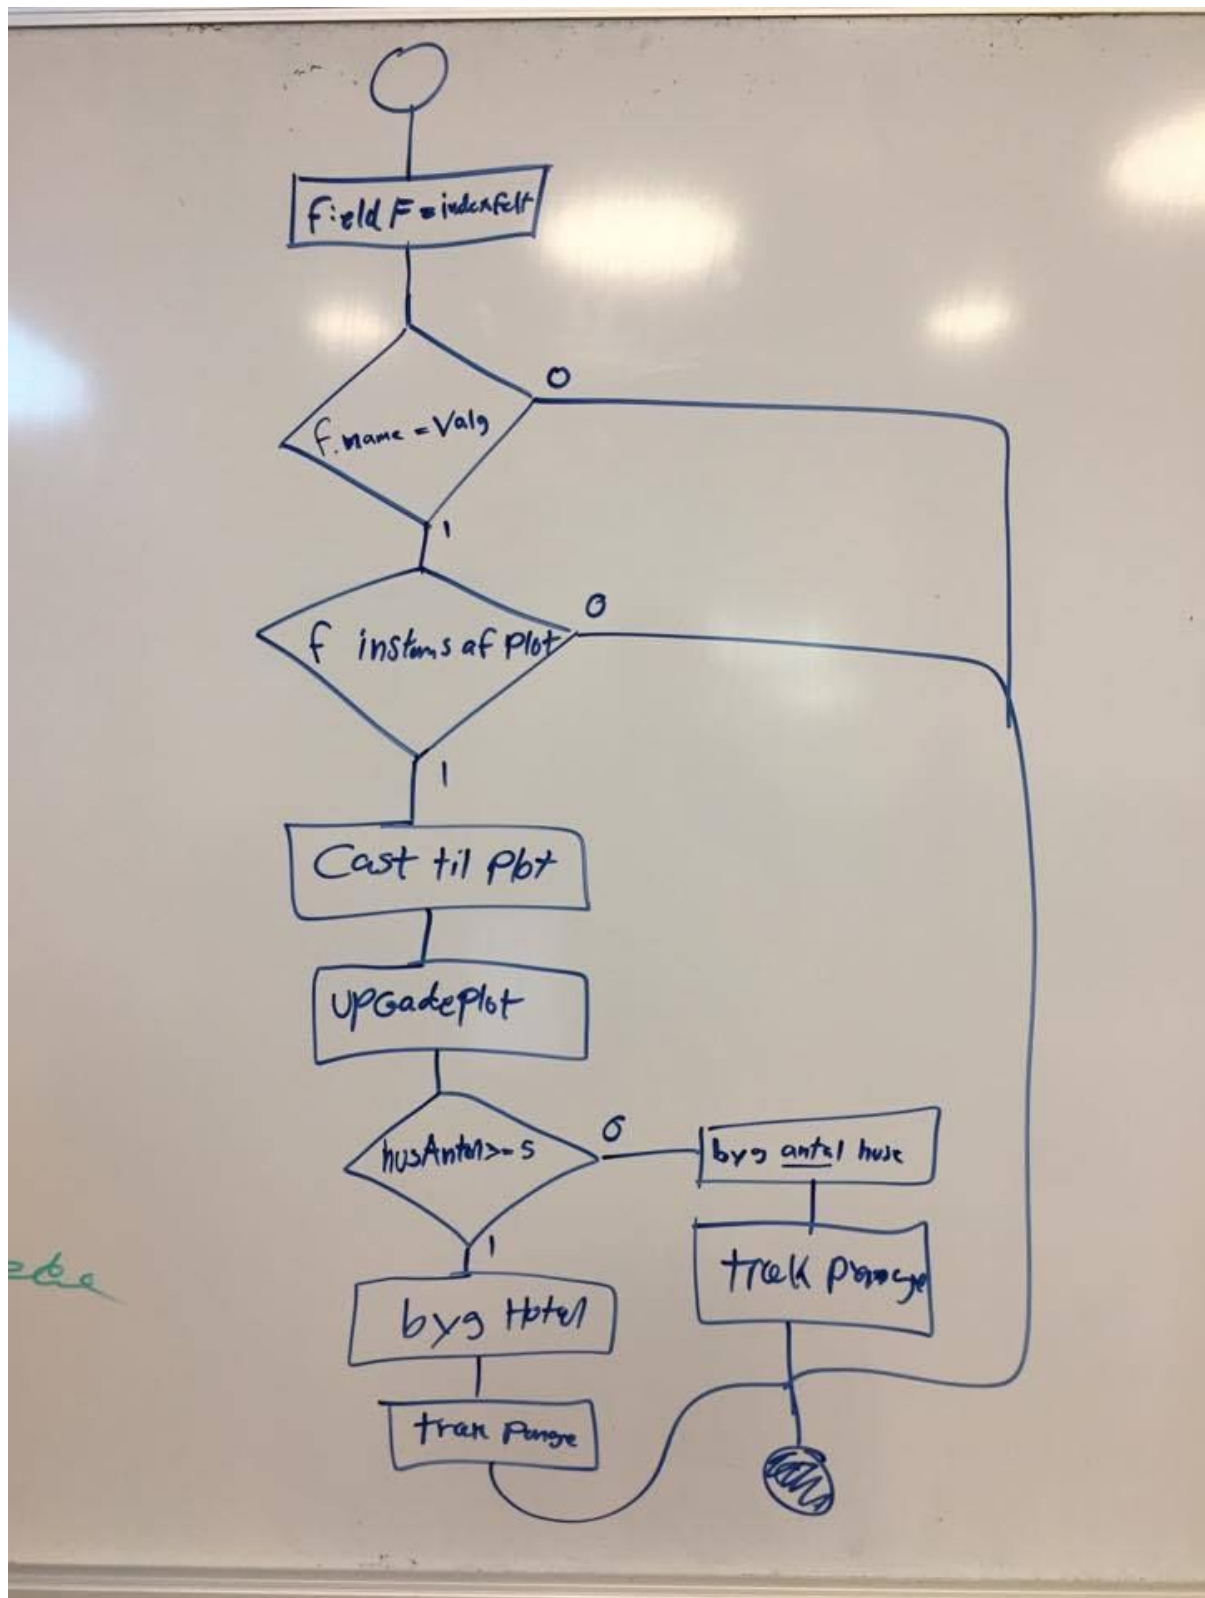 Field F = indexfelt
0
f.name = Valg
1
0
f instans af Plot
1
Cast til Plot
UPGadePlot
0
husAntal >= 5
byg antal huse
1
træk penge
byg Hotel
træk Penge